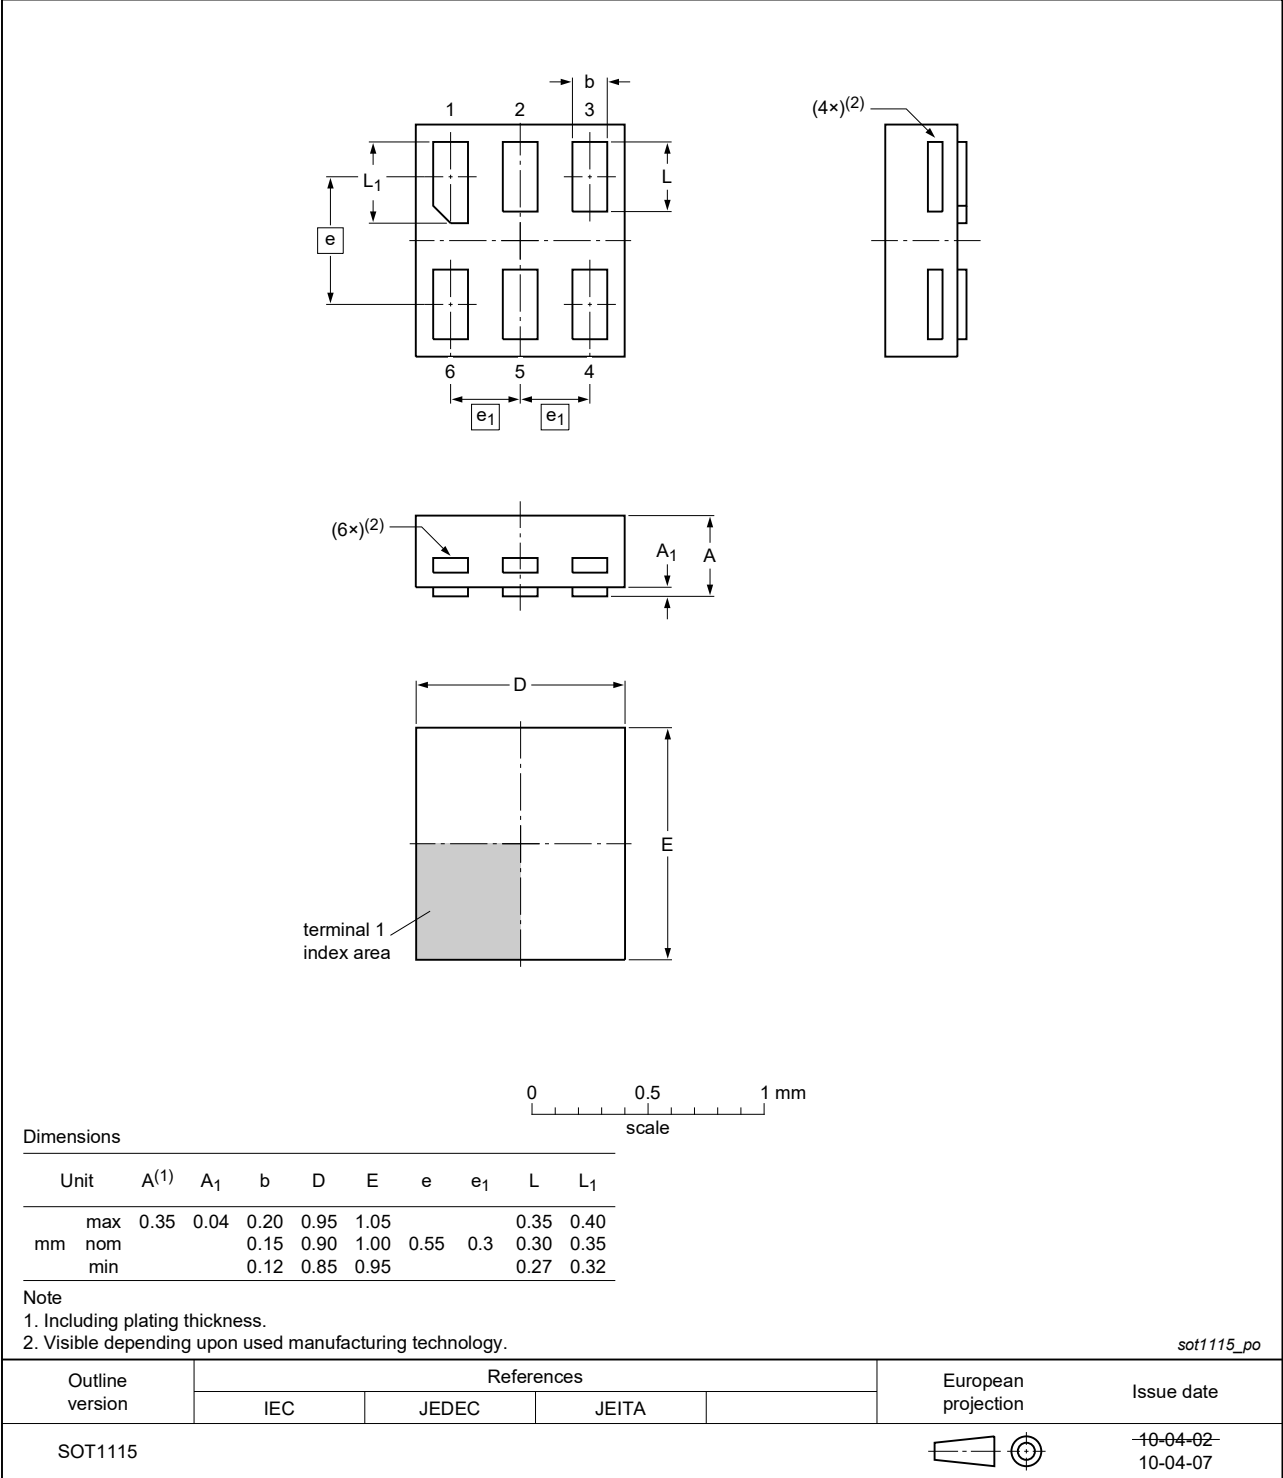 b
1 2 3
(4×)(2)
L1
L
e
6 5 4
e1 e1
(6×)(2)
A1
A
D
E
terminal 1
index area
0 0.5 1 mm
scale
Dimensions
Unit A(1) A1 b D E e e1 L L1
max 0.35 0.04 0.20 0.95 1.05 0.35 0.40
mm nom 0.15 0.90 1.00 0.55 0.3 0.30 0.35
min 0.12 0.85 0.95 0.27 0.32
Note
1. Including plating thickness.
2. Visible depending upon used manufacturing technology.
sot1115_po
Outline
version
References
IEC JEDEC JEITA
European
projection
Issue date
SOT1115
10-04-02
10-04-07